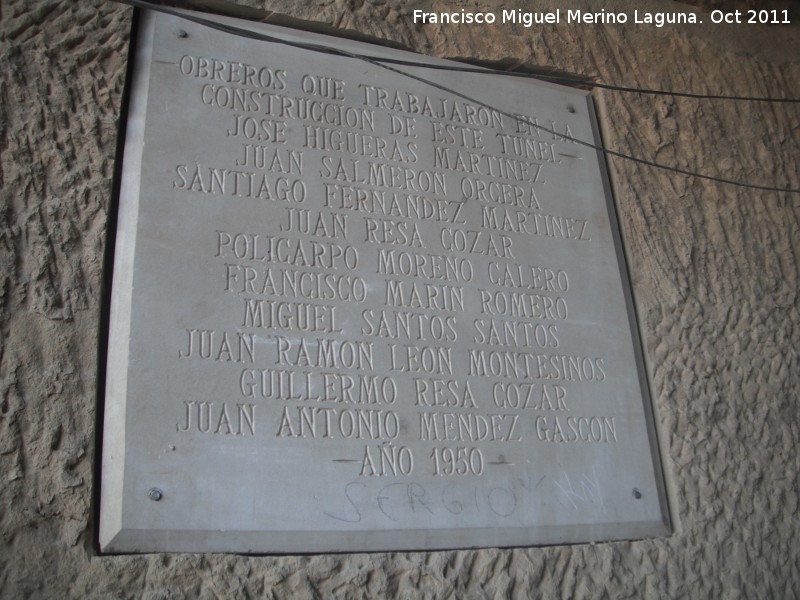 Francisco Miguel Merino Laguna. Oct 2011
—OBREROS QUE TRABAJARON EN LA
CONSTRUCCION DE ESTE TUNEL—
JOSE HIGUERAS MARTINEZ
JUAN SALMERON ORCERA
SANTIAGO FERNANDEZ MARTINEZ
JUAN RESA COZAR
POLICARPO MORENO CALERO
FRANCISCO MARIN ROMERO
MIGUEL SANTOS SANTOS
JUAN RAMON LEON MONTESINOS
GUILLERMO RESA COZAR
JUAN ANTONIO MENDEZ GASCON
—AÑO 1950—
SERGIO